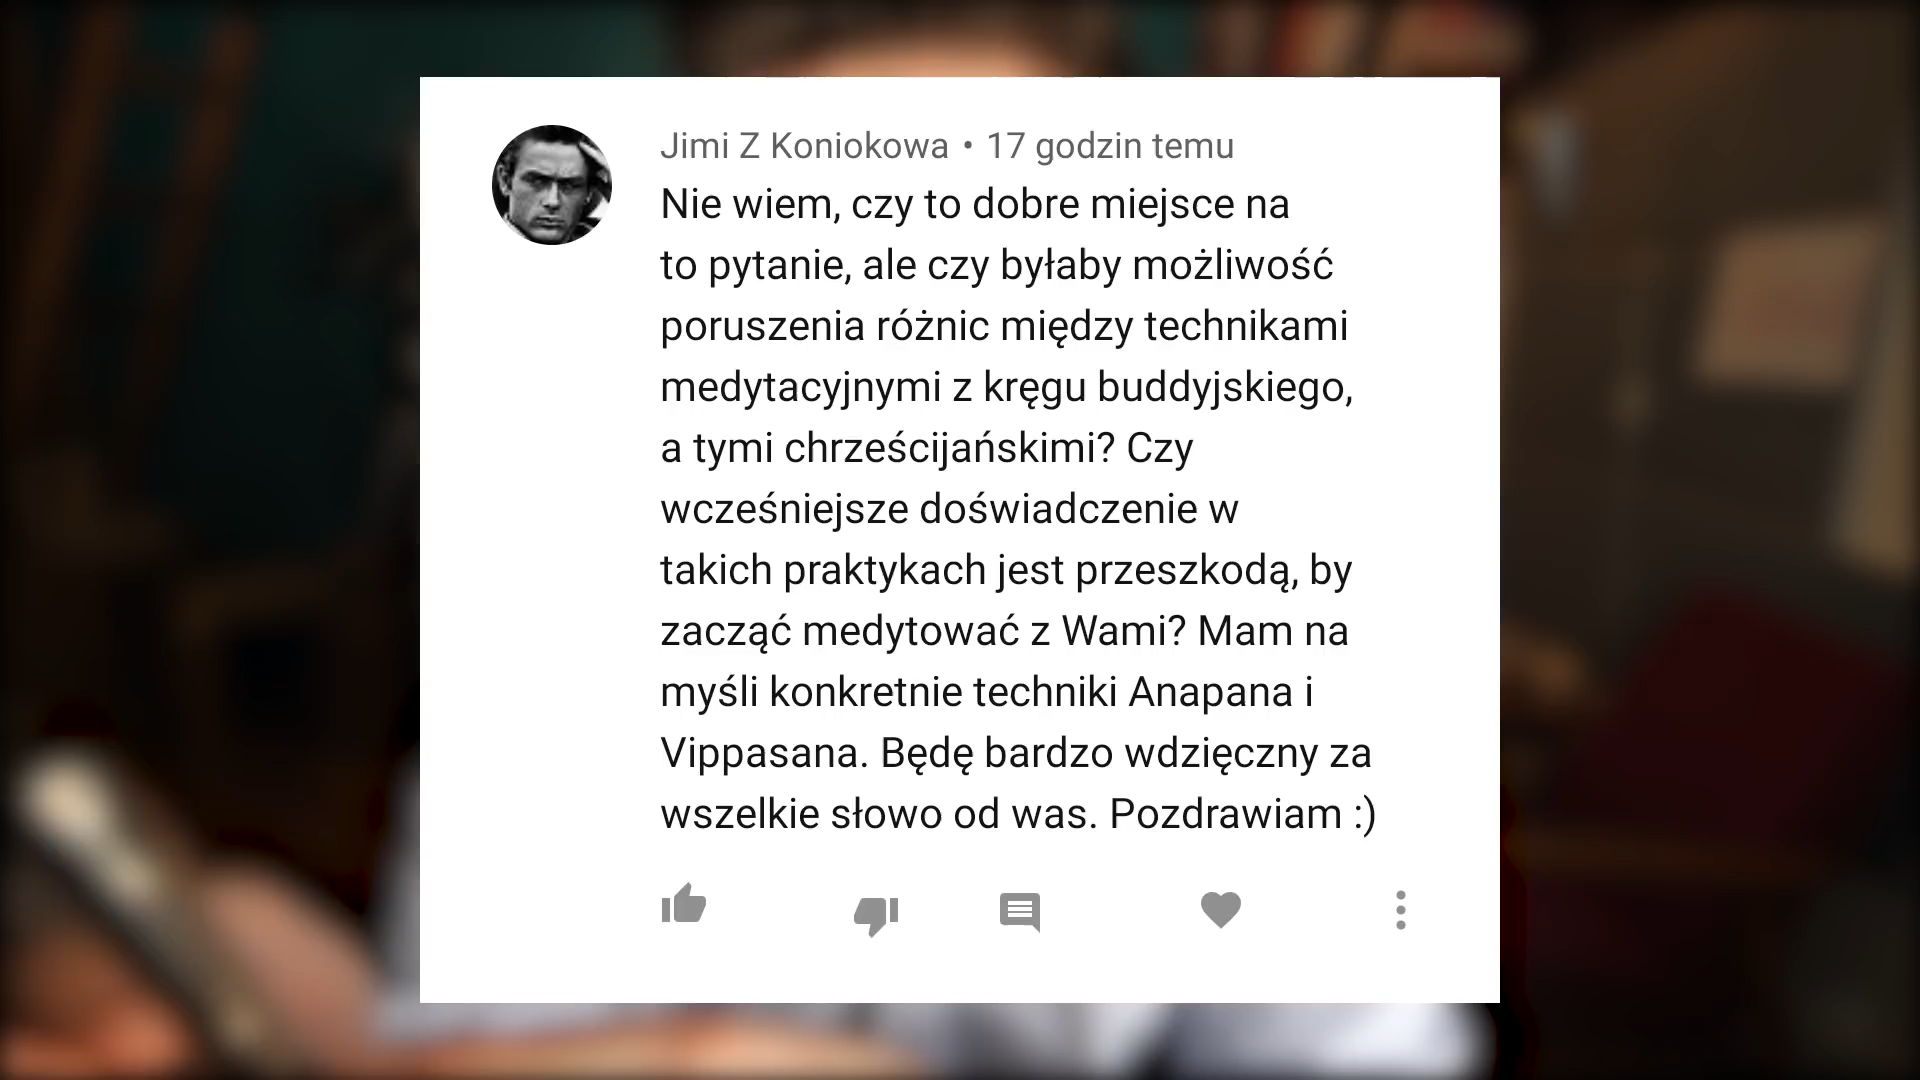 Jimi Z Koniokowa • 17 godzin temu
Nie wiem, czy to dobre miejsce na
to pytanie, ale czy byłaby możliwość
poruszenia różnic między technikami
medytacyjnymi z kręgu buddyjskiego,
a tymi chrześcijańskimi? Czy
wcześniejsze doświadczenie w
takich praktykach jest przeszkodą, by
zacząć medytować z Wami? Mam na
myśli konkretnie techniki Anapana i
Vippasana. Będę bardzo wdzięczny za
wszelkie słowo od was. Pozdrawiam :)